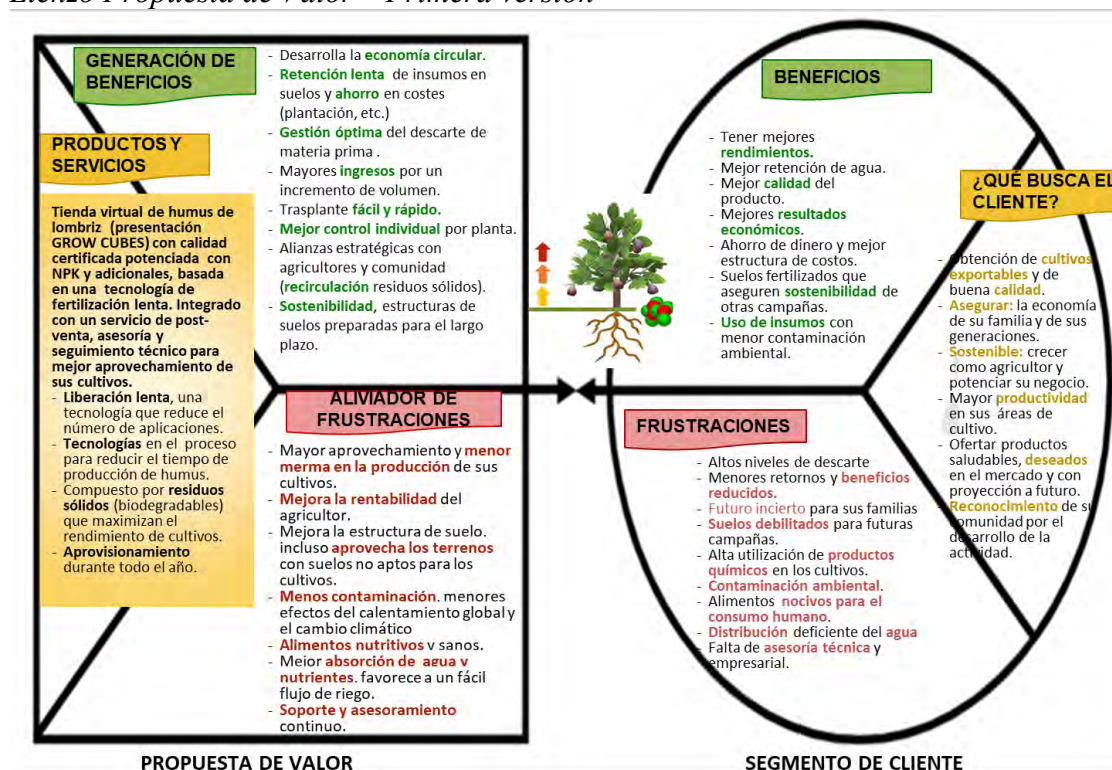 Lienzo Propuesta de Valor – Primera versión
GENERACIÓN DE
BENEFICIOS
- Desarrolla la economía circular.
- Retención lenta de insumos en
suelos y ahorro en costes
(plantación, etc.)
- Gestión óptima del descarte de
materia prima .
- Mayores ingresos por un
incremento de volumen.
- Trasplante fácil y rápido.
- Mejor control individual por planta.
- Alianzas estratégicas con
agricultores y comunidad
(recirculación residuos sólidos).
- Sostenibilidad, estructuras de
suelos preparadas para el largo
plazo.
PRODUCTOS Y
SERVICIOS
Tienda virtual de humus de
lombriz (presentación
GROW CUBES) con calidad
certificada potenciada con
NPK y adicionales, basada
en una tecnología de
fertilización lenta. Integrado
con un servicio de post-
venta, asesoría y
seguimiento técnico para
mejor aprovechamiento de
sus cultivos.
- Liberación lenta, una
tecnología que reduce el
número de aplicaciones.
- Tecnologías en el proceso
para reducir el tiempo de
producción de humus.
- Compuesto por residuos
sólidos (biodegradables)
que maximizan el
rendimiento de cultivos.
- Aprovisionamiento
durante todo el año.
ALIVIADOR DE
FRUSTRACIONES
- Mayor aprovechamiento y menor
merma en la producción de sus
cultivos.
- Mejora la rentabilidad del
agricultor.
- Mejora la estructura de suelo.
incluso aprovecha los terrenos
con suelos no aptos para los
cultivos.
- Menos contaminación. menores
efectos del calentamiento global y
el cambio climático
- Alimentos nutritivos y sanos.
- Mejor absorción de agua y
nutrientes. favorece a un fácil
flujo de riego.
- Soporte y asesoramiento
continuo.
PROPUESTA DE VALOR
BENEFICIOS
- Tener mejores
rendimientos.
- Mejor retención de agua.
- Mejor calidad del
producto.
- Mejores resultados
económicos.
- Ahorro de dinero y mejor
estructura de costos.
- Suelos fertilizados que
aseguren sostenibilidad de
otras campañas.
- Uso de insumos con
menor contaminación
ambiental.
¿QUÉ BUSCA EL
CLIENTE?
- Obtención de cultivos
exportables y de
buena calidad.
- Asegurar: la economía
de su familia y de sus
generaciones.
- Sostenible: crecer
como agricultor y
potenciar su negocio.
- Mayor productividad
en sus áreas de
cultivo.
- Ofertar productos
saludables, deseados
en el mercado y con
proyección a futuro.
- Reconocimiento de su
comunidad por el
desarrollo de la
actividad.
FRUSTRACIONES
- Altos niveles de descarte
- Menores retornos y beneficios
reducidos.
- Futuro incierto para sus familias
- Suelos debilitados para futuras
campañas.
- Alta utilización de productos
químicos en los cultivos.
- Contaminación ambiental.
- Alimentos nocivos para el
consumo humano.
- Distribución deficiente del agua
- Falta de asesoría técnica y
empresarial.
SEGMENTO DE CLIENTE